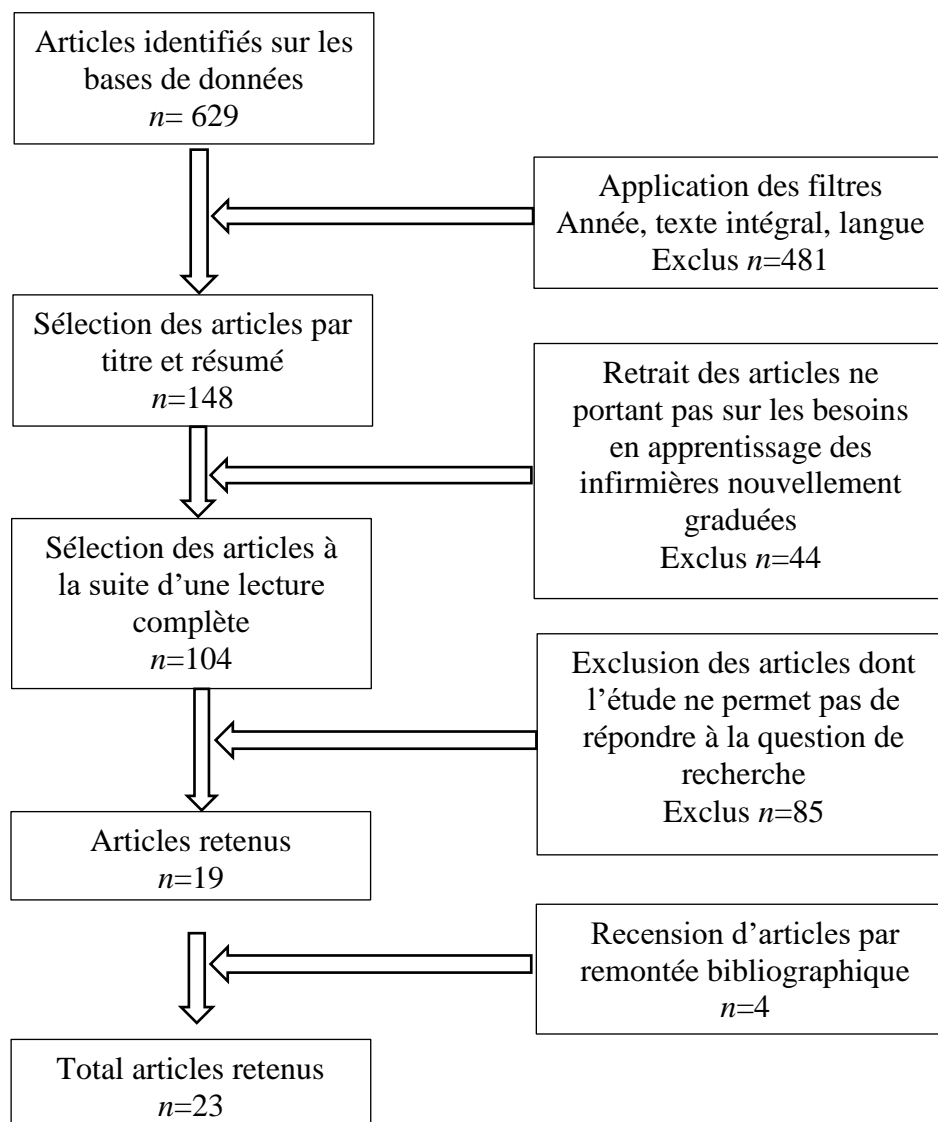 Articles identifiés sur les
bases de données
n= 629
Application des filtres
Année, texte intégral, langue
Exclus n=481
Sélection des articles par
titre et résumé
n=148
Retrait des articles ne
portant pas sur les besoins
en apprentissage des
infirmières nouvellement
graduées
Exclus n=44
Sélection des articles à
la suite d’une lecture
complète
n=104
Exclusion des articles dont
l’étude ne permet pas de
répondre à la question de
recherche
Exclus n=85
Articles retenus
n=19
Recension d’articles par
remontée bibliographique
n=4
Total articles retenus
n=23